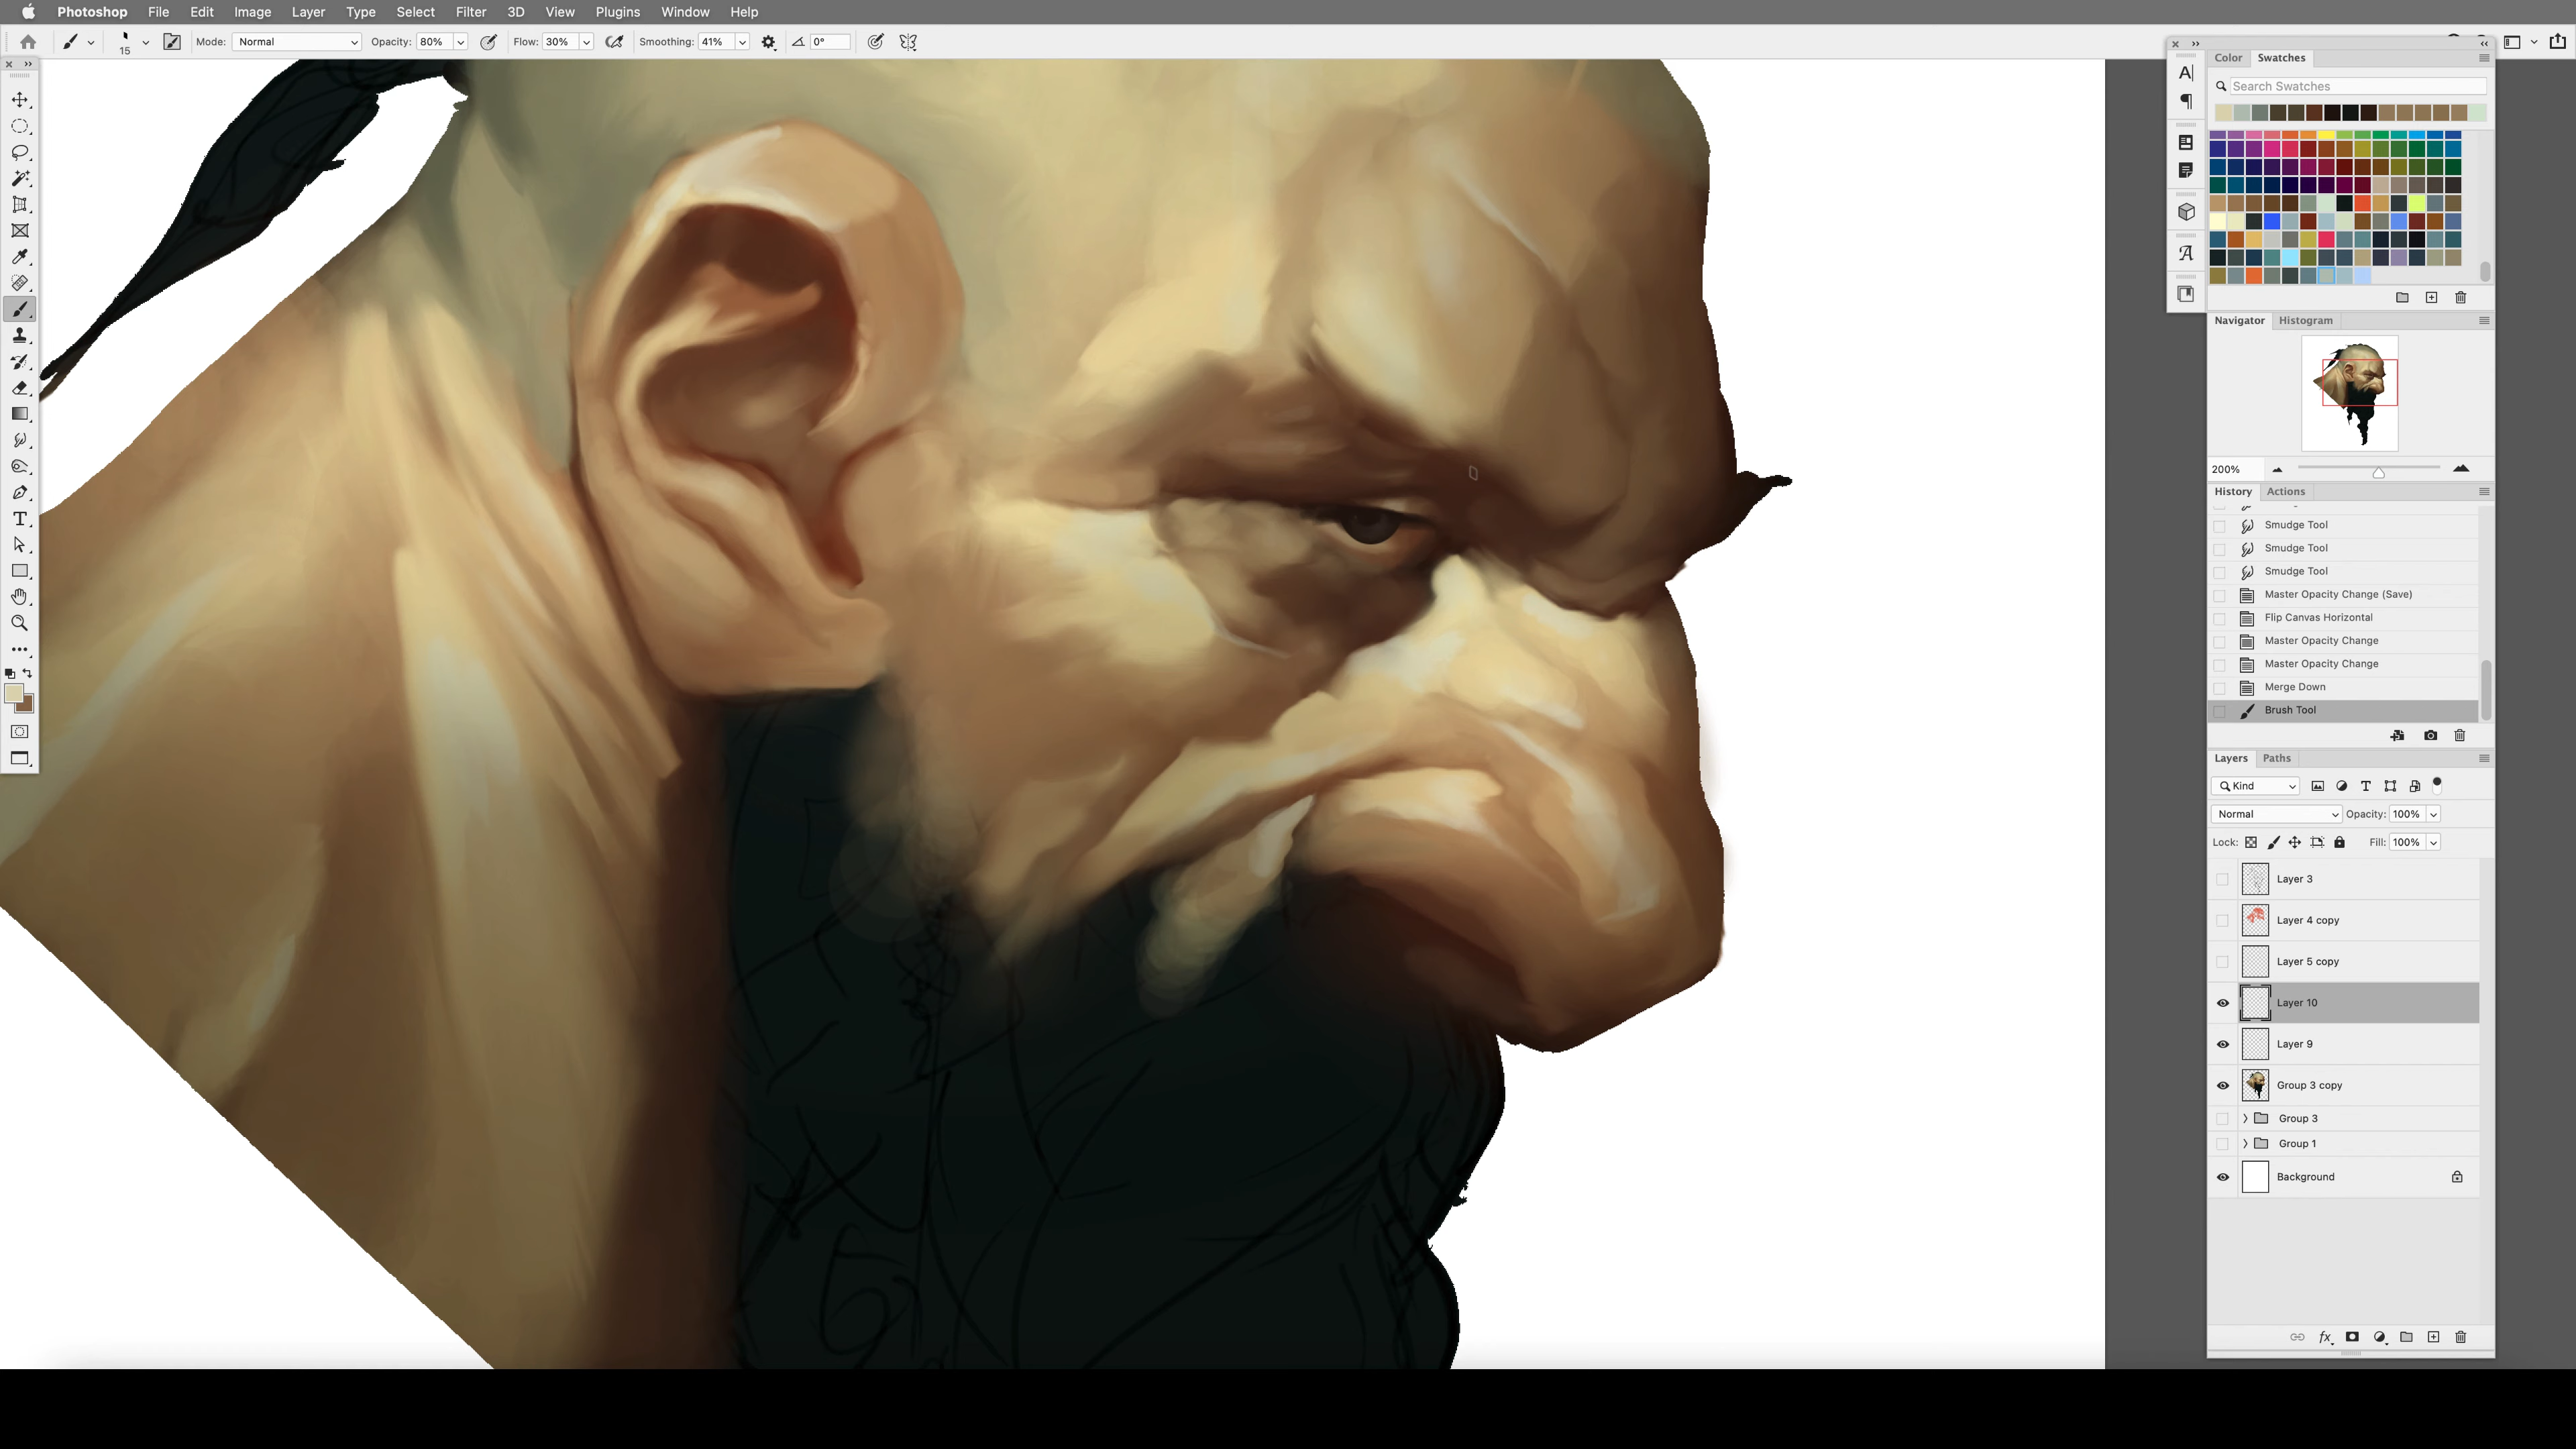 Photoshop File Edit Image Layer Type Select Filter 3D View Plugins Window Help
15 Mode: Normal Opacity: 80% Flow: 30% Smoothing: 41% 0°
Color Swatches
Search Swatches
Navigator Histogram
200%
History Actions
Smudge Tool
Smudge Tool
Smudge Tool
Master Opacity Change (Save)
Flip Canvas Horizontal
Master Opacity Change
Master Opacity Change
Merge Down
Brush Tool
Layers Paths
Kind
Normal Opacity: 100%
Lock: Fill: 100%
Layer 3
Layer 4 copy
Layer 5 copy
Layer 10
Layer 9
Group 3 copy
Group 3
Group 1
Background
fx